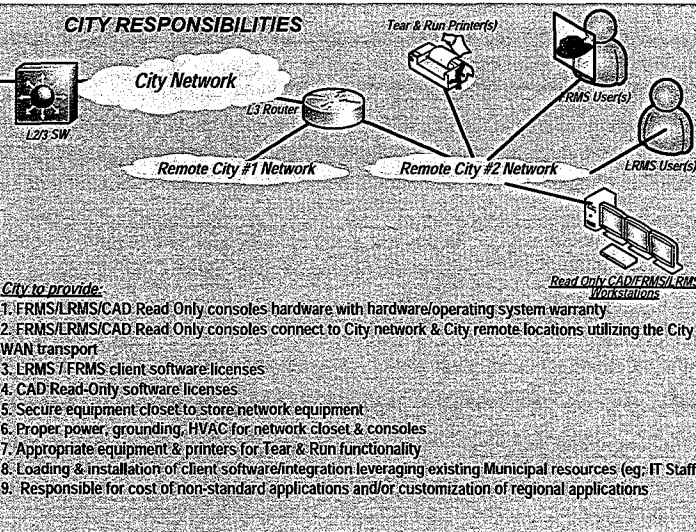 CITY RESPONSIBILITIES
Tear & Run Printer(s)
City Network
L3 Router
FRMS User(s)
L2/3 SW
Remote City #1 Network
Remote City #2 Network
LRMS User(s)
Read Only CAD/FRMS/LRMS
Workstations
City to provide:
1. FRMS/LRMS/CAD Read Only consoles hardware with hardware/operating system warranty
2. FRMS/LRMS/CAD Read Only consoles connect to City network & City remote locations utilizing the City
WAN transport
3. LRMS / FRMS client software licenses
4. CAD Read-Only software licenses
5. Secure equipment closet to store network equipment
6. Proper power, grounding, HVAC for network closet & consoles
7. Appropriate equipment & printers for Tear & Run functionality
8. Loading & installation of client software/integration leveraging existing Municipal resources (eg; IT Staff
9. Responsible for cost of non-standard applications and/or customization of regional applications